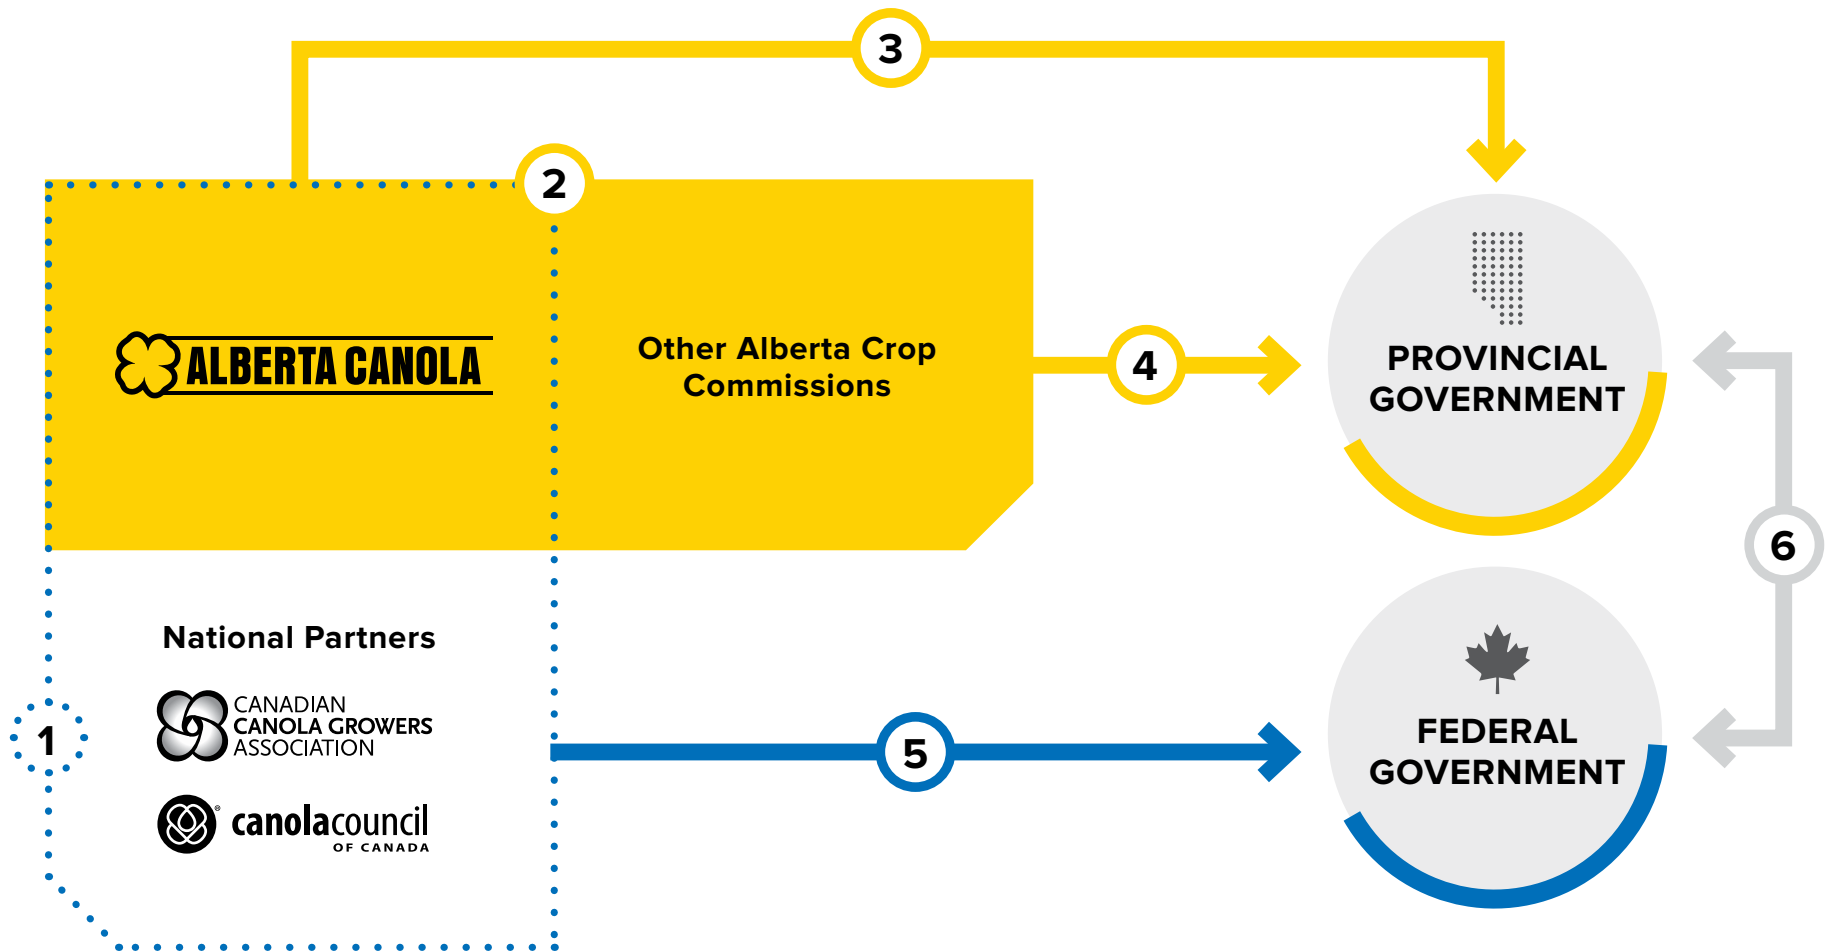 3
2
ALBERTA CANOLA
Other Alberta Crop
Commissions
4
PROVINCIAL
GOVERNMENT
6
National Partners
CANADIAN
CANOLA GROWERS
ASSOCIATION
1
5
FEDERAL
GOVERNMENT
® canolacouncil
OF CANADA